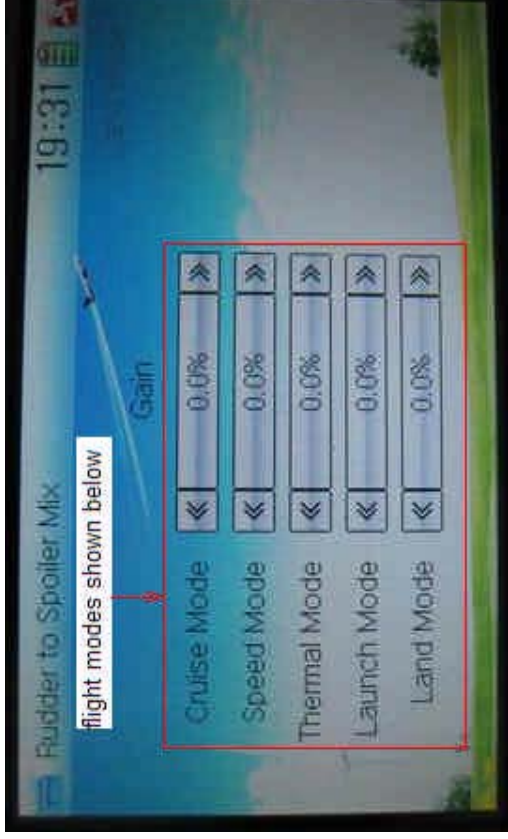 Rudder to Spoiler Mix 19:31
flight modes shown below
Gain
Cruise Mode 0.0%
Speed Mode 0.0%
Thermal Mode 0.0%
Launch Mode 0.0%
Land Mode 0.0%